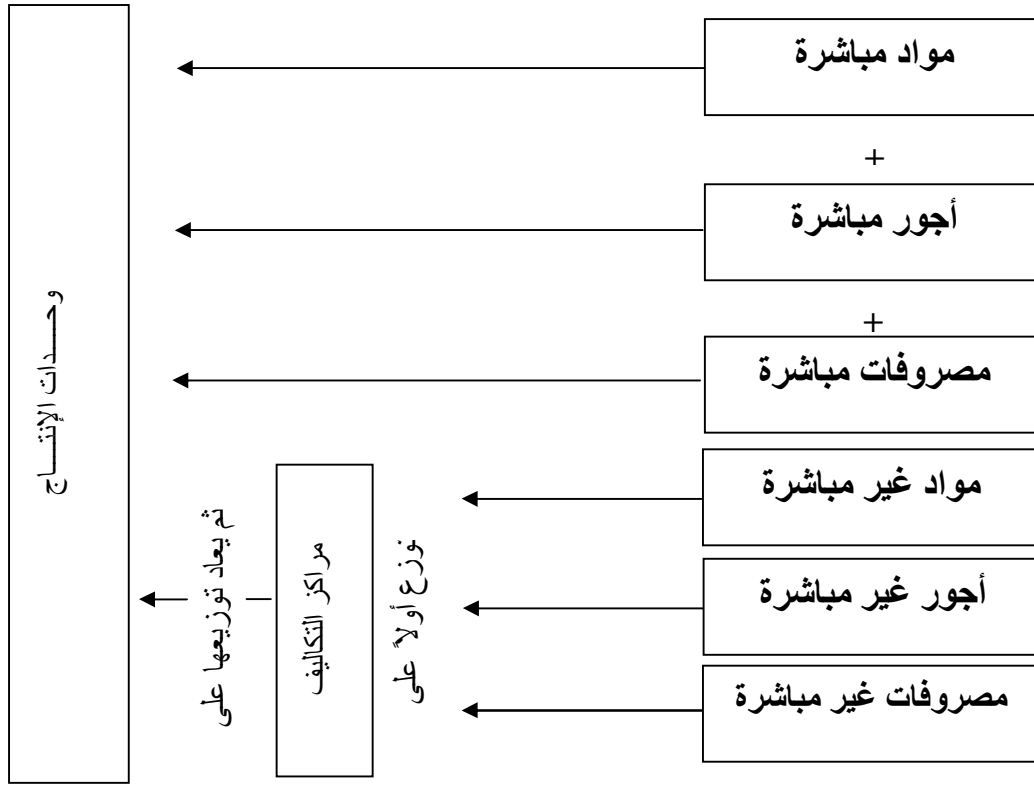 مواد مباشرة
+
أجور مباشرة
+
مصروفات مباشرة
مواد غير مباشرة
أجور غير مباشرة
مصروفات غير مباشرة
توزع أولاً على
مراكز التكاليف
ثم يعاد توزيعها على
وحـــدات الإنتـــاج